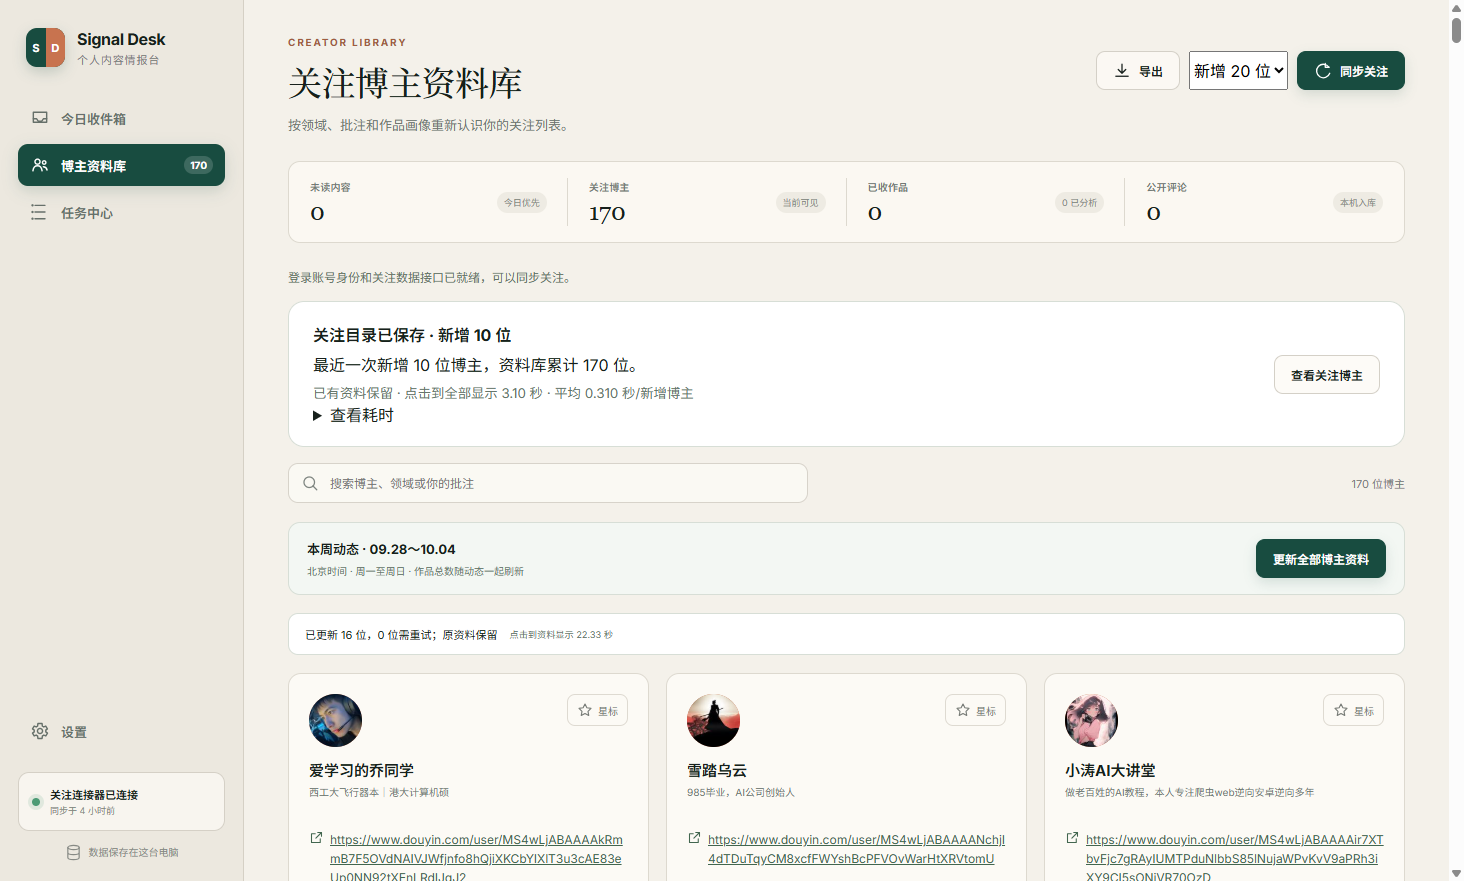 S D
Signal Desk
个人内容情报台
今日收件箱
博主资料库 170
任务中心
设置
关注连接器已连接
同步于 4 小时前
数据保存在这台电脑
CREATOR LIBRARY
关注博主资料库
按领域、批注和作品画像重新认识你的关注列表。
导出
新增 20 位
同步关注
未读内容
0
今日优先
关注博主
170
当前可见
已收作品
0
0 已分析
公开评论
0
本机入库
登录账号身份和关注数据接口已就绪，可以同步关注。
关注目录已保存 · 新增 10 位
最近一次新增 10 位博主，资料库累计 170 位。
已有资料保留 · 点击到全部显示 3.10 秒 · 平均 0.310 秒/新增博主
查看耗时
查看关注博主
搜索博主、领域或你的批注
170 位博主
本周动态 · 09.28～10.04
北京时间 · 周一至周日 · 作品总数随动态一起刷新
更新全部博主资料
已更新 16 位，0 位需重试；原资料保留 点击到资料显示 22.33 秒
星标
爱学习的乔同学
西工大飞行器本｜港大计算机硕
https://www.douyin.com/user/MS4wLjABAAAAkRm
mB7F5OVdNAIVJWfjnfo8hQjiXKCbYIXIT3u3cAE83e
星标
雪踏乌云
985毕业，AI公司创始人
https://www.douyin.com/user/MS4wLjABAAAANchjI
4dTDuTqyCM8xcfFWYshBcPFVOvWarHtXRVtomU
星标
小涛AI大讲堂
做老百姓的AI教程，本人专注爬虫web逆向安卓逆向多年
https://www.douyin.com/user/MS4wLjABAAAAir7XT
bvFjc7gRAyIUMTPduNlbbS85lNujaWPvKvV9aPRh3i